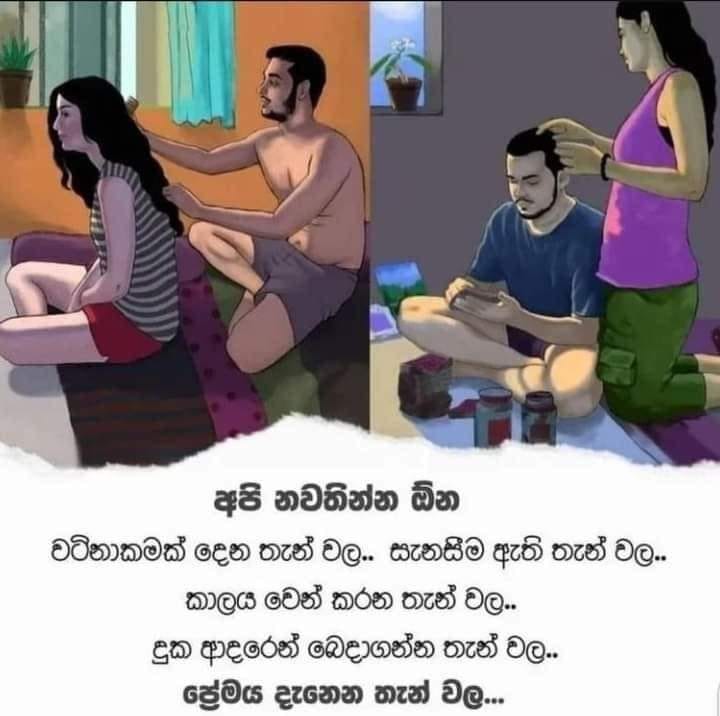 අපි නවතින්න ඕන
වටිනාකමක් දෙන තැන් වල.. සැනසීම ඇති තැන් වල..
කාලය වෙන් කරන තැන් වල..
දුක ආදරෙන් බෙදාගන්න තැන් වල..
ප්‍රේමය දැනෙන තැන් වල...